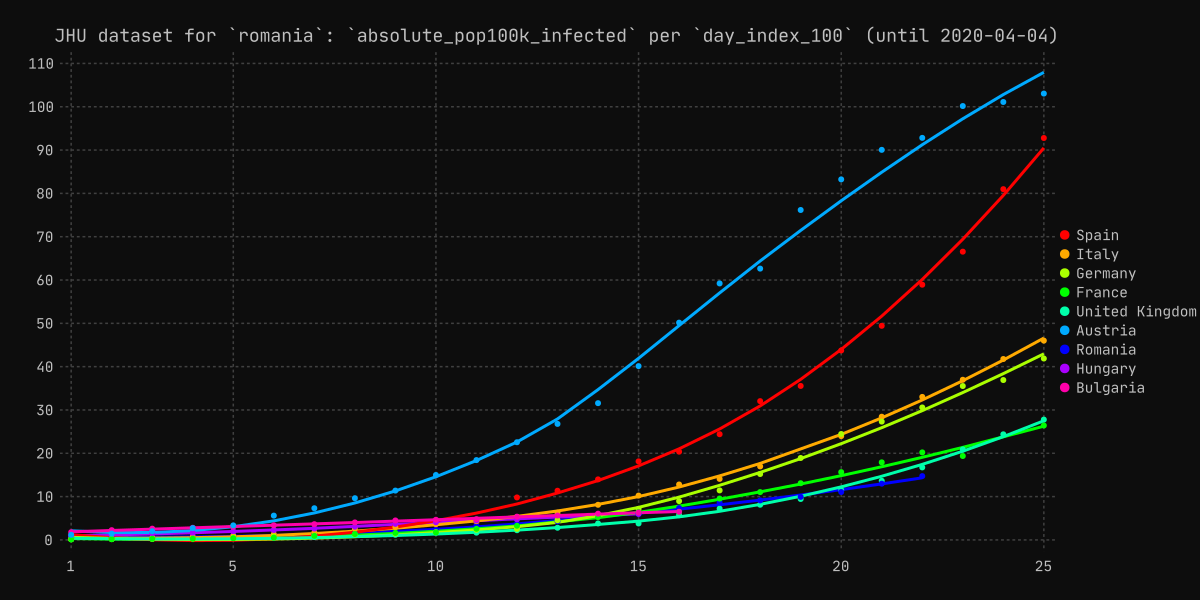 JHU dataset for `romania`: `absolute_pop100k_infected` per `day_index_100` (until 2020-04-04)
110
100
90
80
70
60
50
40
30
20
10
0
1 5 10 15 20 25
Spain
Italy
Germany
France
United Kingdom
Austria
Romania
Hungary
Bulgaria